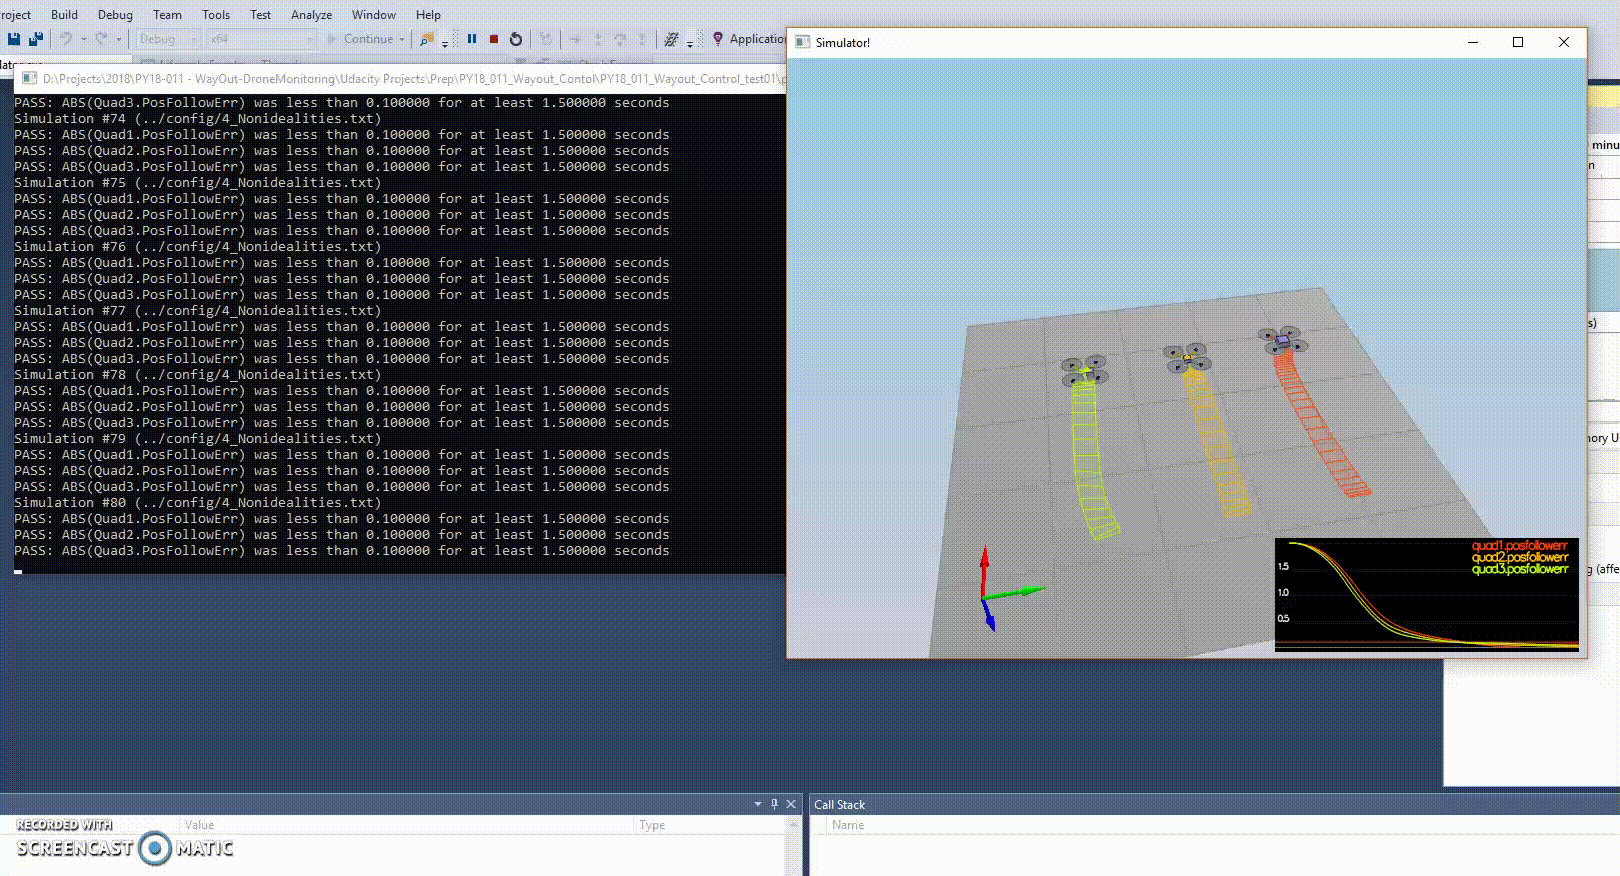 roject Build Debug Team Tools Test Analyze Window Help
Debug x64 Continue Application
Simulator!
D:\Projects\2018\PY18-011 - WayOut-DroneMonitoring\Udacity Projects\Prep\PY18_011_Wayout_Contol\PY18_011_Wayout_Control_test01\p
PASS: ABS(Quad3.PosFollowErr) was less than 0.100000 for at least 1.500000 seconds
Simulation #74 (../config/4_Nonidealities.txt)
PASS: ABS(Quad1.PosFollowErr) was less than 0.100000 for at least 1.500000 seconds
PASS: ABS(Quad2.PosFollowErr) was less than 0.100000 for at least 1.500000 seconds
PASS: ABS(Quad3.PosFollowErr) was less than 0.100000 for at least 1.500000 seconds
Simulation #75 (../config/4_Nonidealities.txt)
PASS: ABS(Quad1.PosFollowErr) was less than 0.100000 for at least 1.500000 seconds
PASS: ABS(Quad2.PosFollowErr) was less than 0.100000 for at least 1.500000 seconds
PASS: ABS(Quad3.PosFollowErr) was less than 0.100000 for at least 1.500000 seconds
Simulation #76 (../config/4_Nonidealities.txt)
PASS: ABS(Quad1.PosFollowErr) was less than 0.100000 for at least 1.500000 seconds
PASS: ABS(Quad2.PosFollowErr) was less than 0.100000 for at least 1.500000 seconds
PASS: ABS(Quad3.PosFollowErr) was less than 0.100000 for at least 1.500000 seconds
Simulation #77 (../config/4_Nonidealities.txt)
PASS: ABS(Quad1.PosFollowErr) was less than 0.100000 for at least 1.500000 seconds
PASS: ABS(Quad2.PosFollowErr) was less than 0.100000 for at least 1.500000 seconds
PASS: ABS(Quad3.PosFollowErr) was less than 0.100000 for at least 1.500000 seconds
Simulation #78 (../config/4_Nonidealities.txt)
PASS: ABS(Quad1.PosFollowErr) was less than 0.100000 for at least 1.500000 seconds
PASS: ABS(Quad2.PosFollowErr) was less than 0.100000 for at least 1.500000 seconds
PASS: ABS(Quad3.PosFollowErr) was less than 0.100000 for at least 1.500000 seconds
Simulation #79 (../config/4_Nonidealities.txt)
PASS: ABS(Quad1.PosFollowErr) was less than 0.100000 for at least 1.500000 seconds
PASS: ABS(Quad2.PosFollowErr) was less than 0.100000 for at least 1.500000 seconds
PASS: ABS(Quad3.PosFollowErr) was less than 0.100000 for at least 1.500000 seconds
Simulation #80 (../config/4_Nonidealities.txt)
PASS: ABS(Quad1.PosFollowErr) was less than 0.100000 for at least 1.500000 seconds
PASS: ABS(Quad2.PosFollowErr) was less than 0.100000 for at least 1.500000 seconds
PASS: ABS(Quad3.PosFollowErr) was less than 0.100000 for at least 1.500000 seconds
quad1.posfollowerr
quad2.posfollowerr
quad3.posfollowerr
1.5
1.0
0.5
minu
n
s)
mory U
g (affe
Value Type
Call Stack
Name
RECORDED WITH
SCREENCAST MATIC